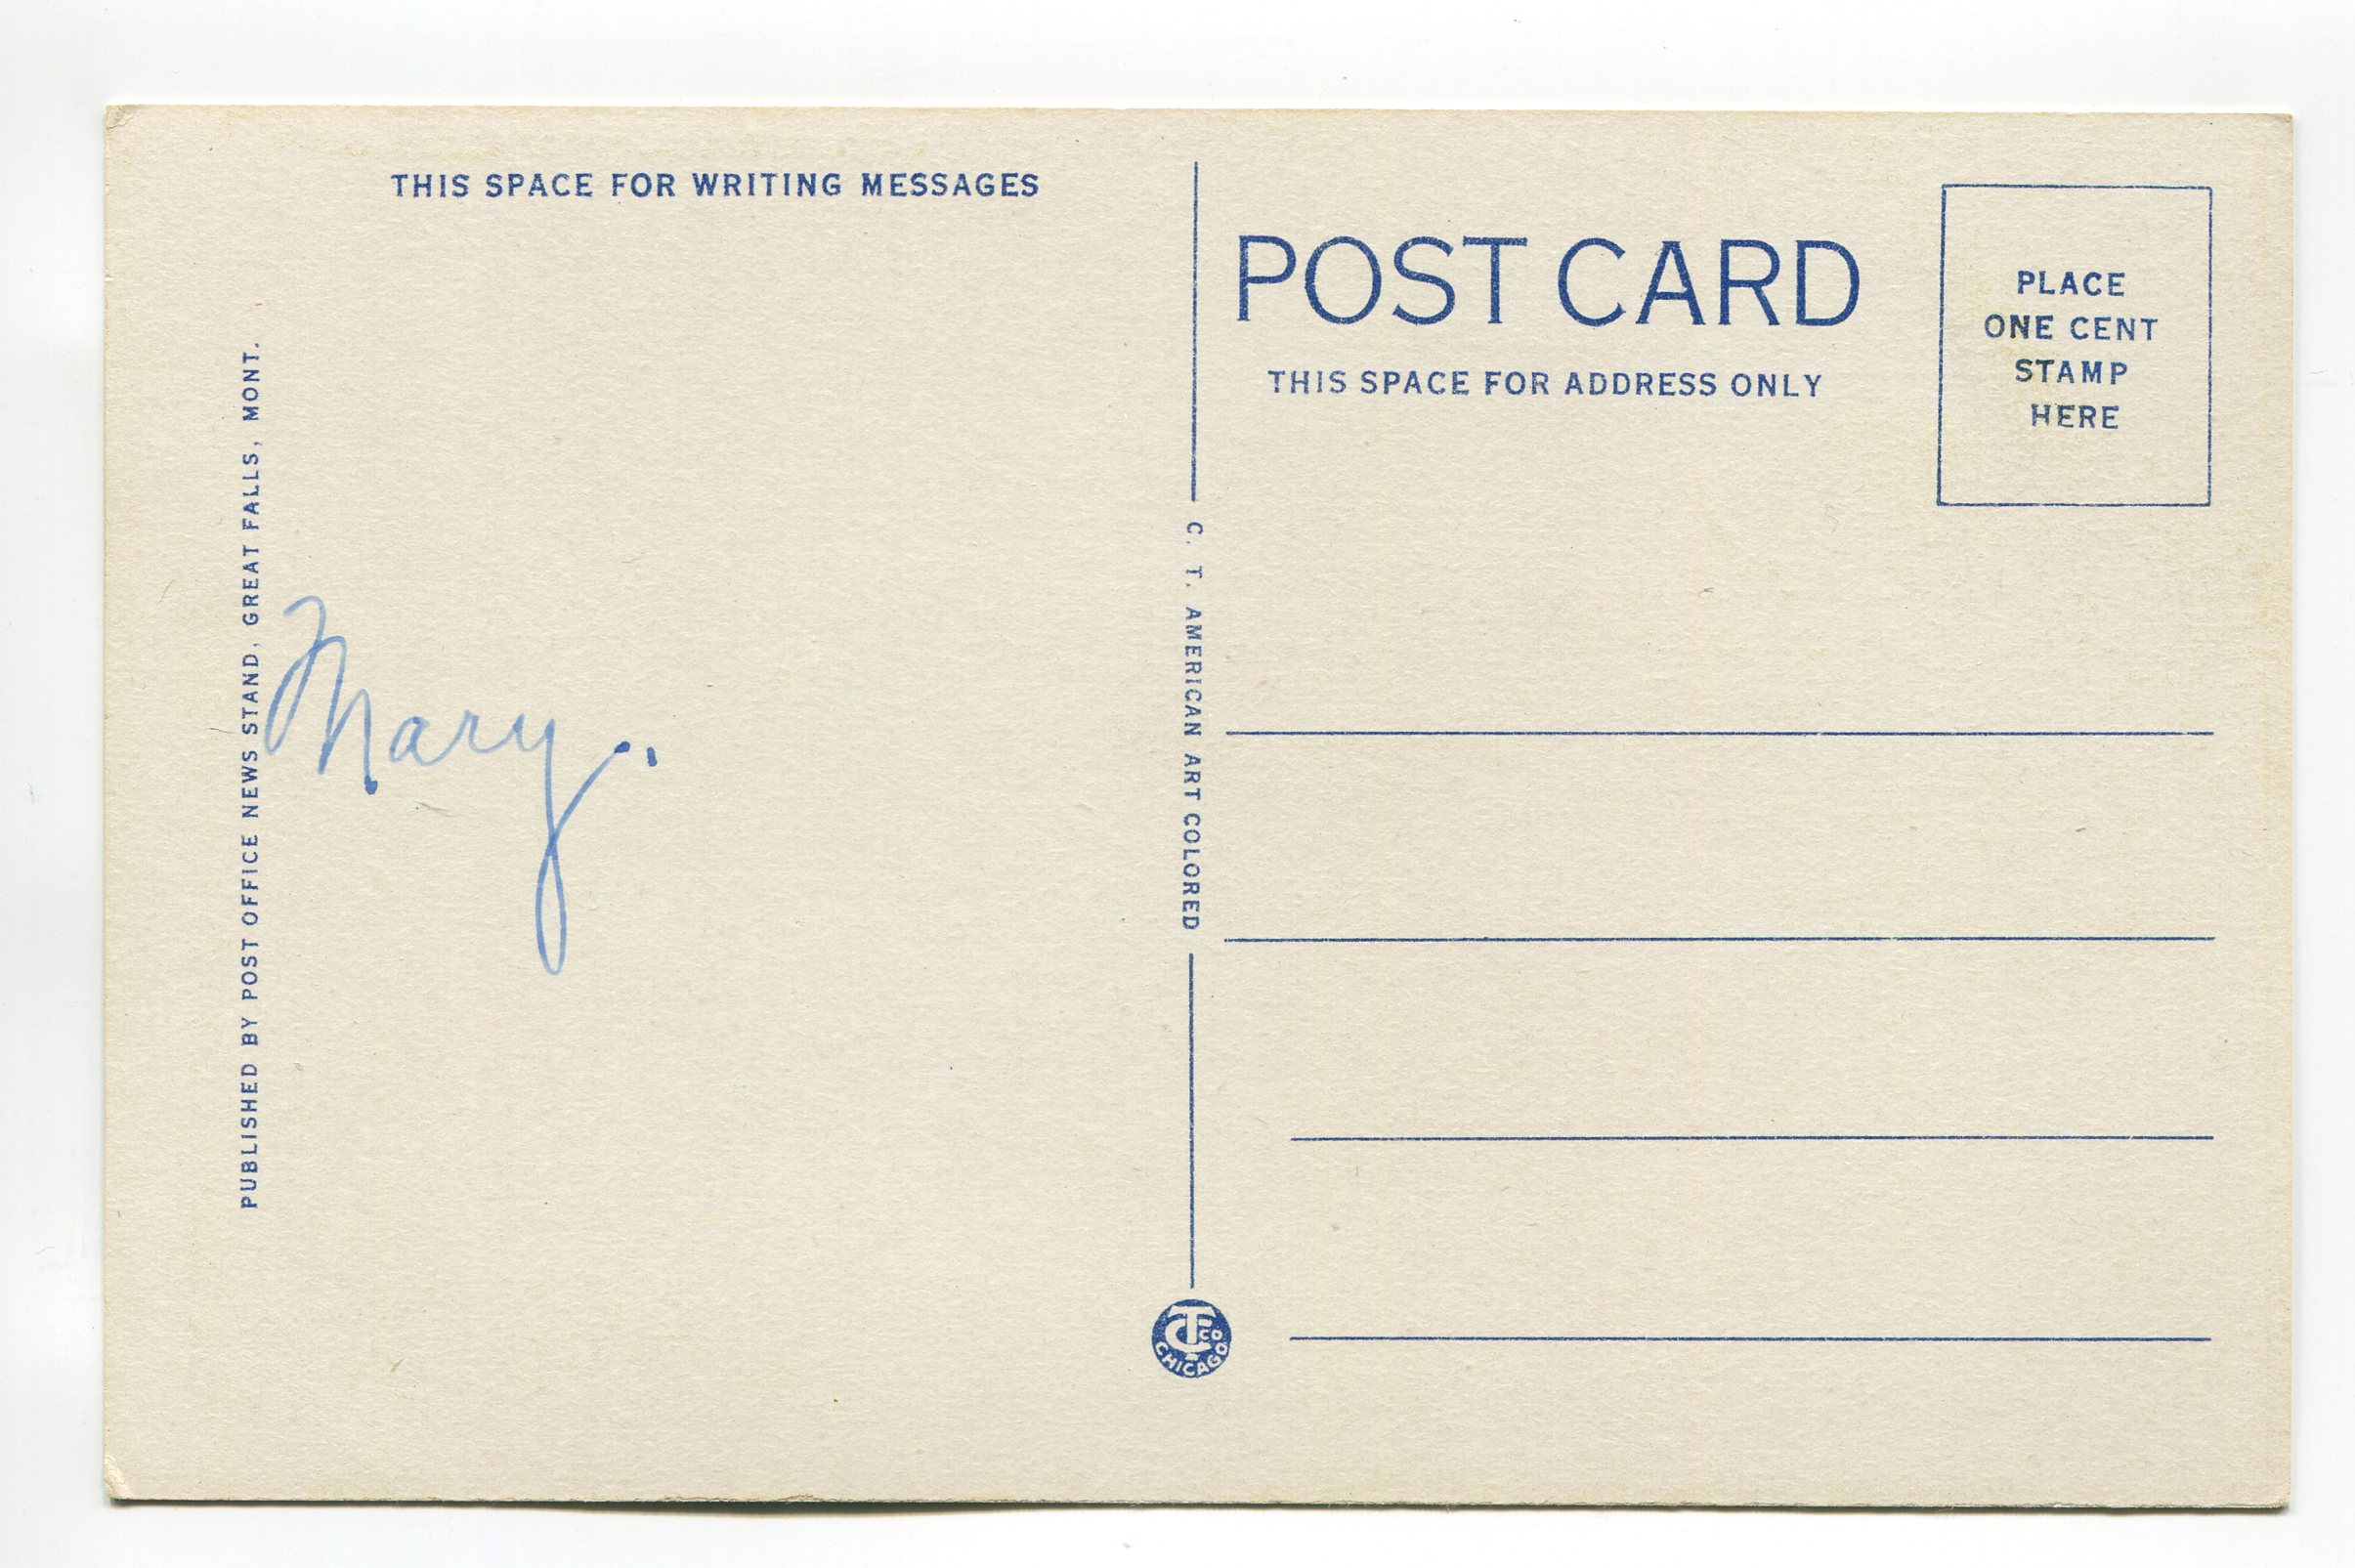 THIS SPACE FOR WRITING MESSAGES
PUBLISHED BY POST OFFICE NEWS STAND, GREAT FALLS, MONT.
Mary.
C. T. AMERICAN ART COLORED
POST CARD
THIS SPACE FOR ADDRESS ONLY
PLACE
ONE CENT
STAMP
HERE
CT CO
CHICAGO